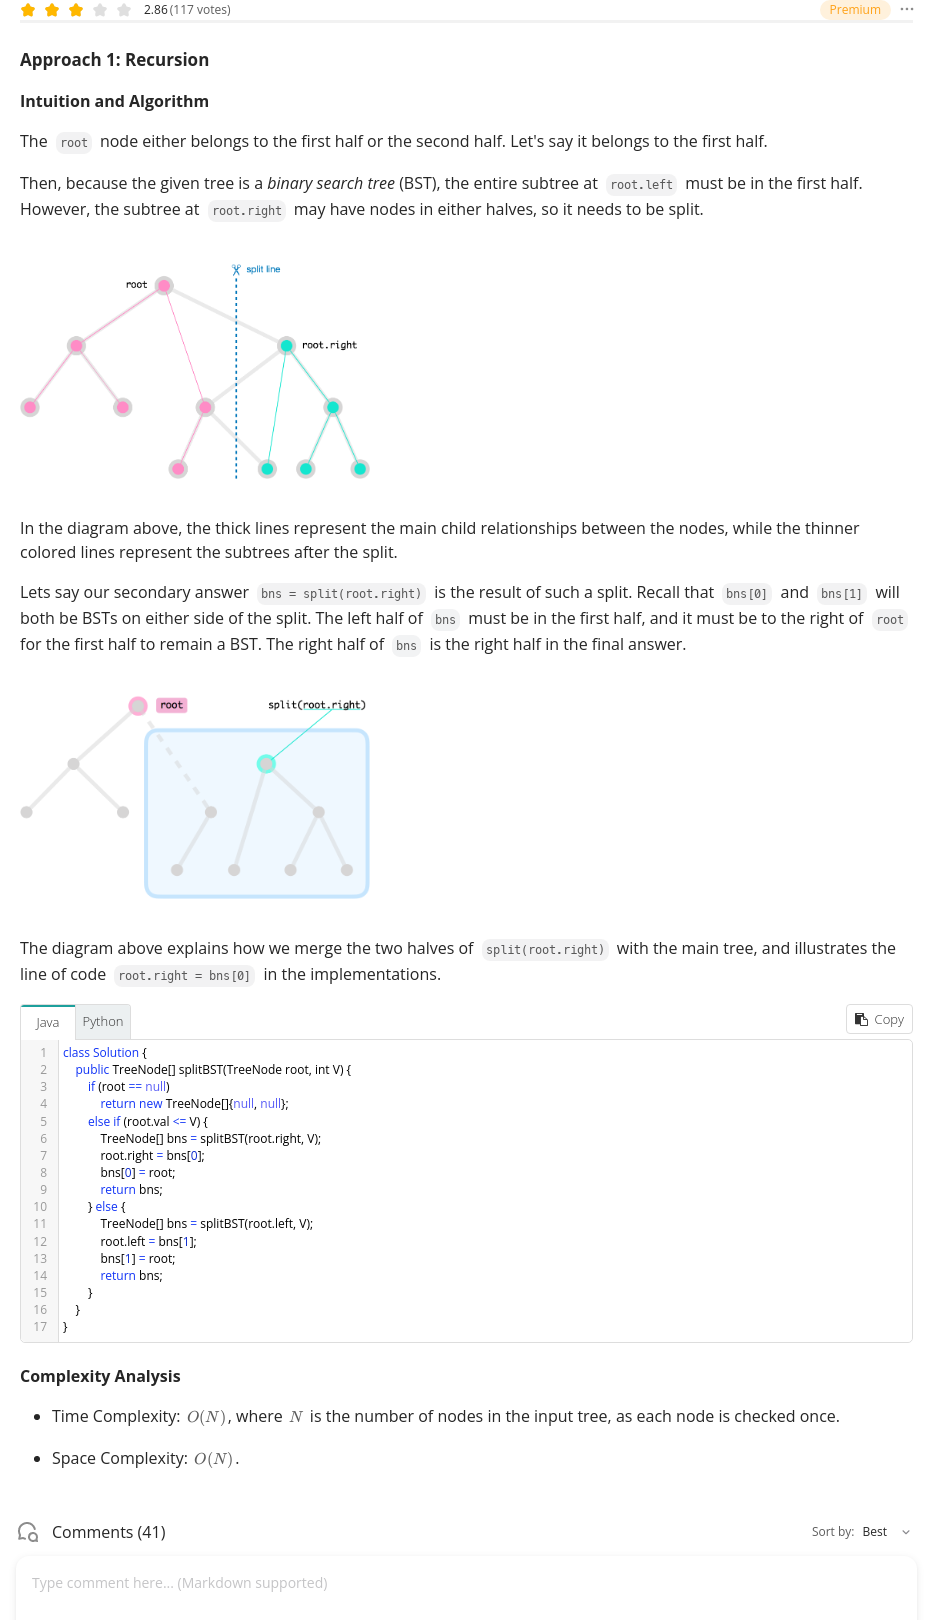 2.86 (117 votes)
Premium
Approach 1: Recursion
Intuition and Algorithm
The root node either belongs to the first half or the second half. Let's say it belongs to the first half.
Then, because the given tree is a binary search tree (BST), the entire subtree at root.left must be in the first half.
However, the subtree at root.right may have nodes in either halves, so it needs to be split.
split line
root
root.right
In the diagram above, the thick lines represent the main child relationships between the nodes, while the thinner
colored lines represent the subtrees after the split.
Lets say our secondary answer bns = split(root.right) is the result of such a split. Recall that bns[0] and bns[1] will
both be BSTs on either side of the split. The left half of bns must be in the first half, and it must be to the right of root
for the first half to remain a BST. The right half of bns is the right half in the final answer.
root
split(root.right)
The diagram above explains how we merge the two halves of split(root.right) with the main tree, and illustrates the
line of code root.right = bns[0] in the implementations.
Java Python
Copy
1 class Solution {
2 public TreeNode[] splitBST(TreeNode root, int V) {
3 if (root == null)
4 return new TreeNode[]{null, null};
5 else if (root.val <= V) {
6 TreeNode[] bns = splitBST(root.right, V);
7 root.right = bns[0];
8 bns[0] = root;
9 return bns;
10 } else {
11 TreeNode[] bns = splitBST(root.left, V);
12 root.left = bns[1];
13 bns[1] = root;
14 return bns;
15 }
16 }
17 }
Complexity Analysis
• Time Complexity: O(N), where N is the number of nodes in the input tree, as each node is checked once.
• Space Complexity: O(N).
Comments (41)
Sort by: Best
Type comment here... (Markdown supported)